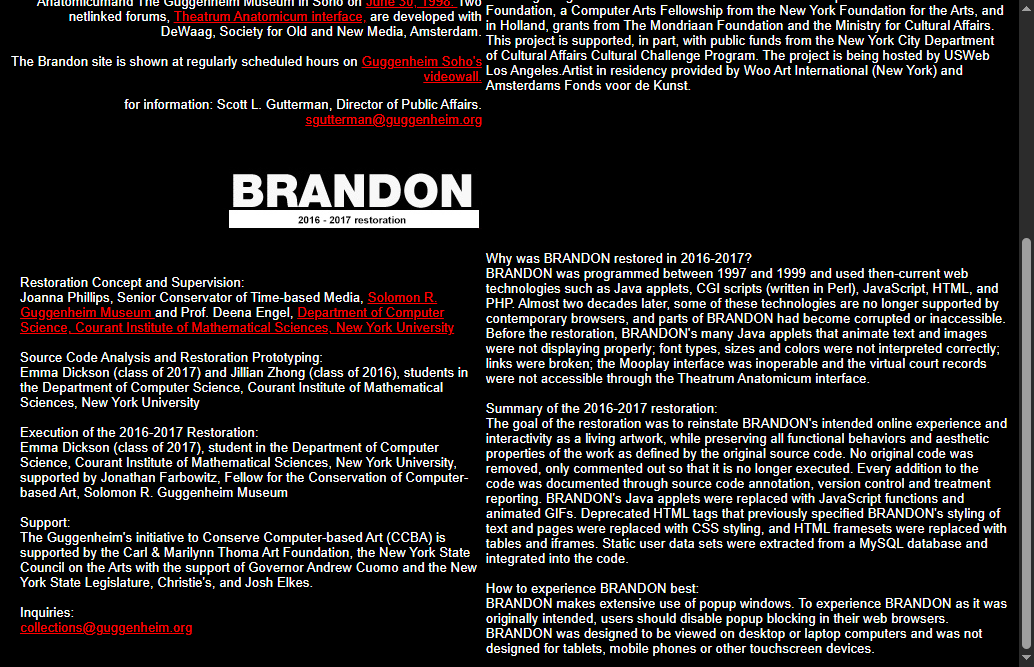 Anatomicumand The Guggenheim Museum in Soho on June 30, 1998. Two
netlinked forums, Theatrum Anatomicum interface, are developed with
DeWaag, Society for Old and New Media, Amsterdam.
The Brandon site is shown at regularly scheduled hours on Guggenheim Soho's
videowall.
for information: Scott L. Gutterman, Director of Public Affairs.
sgutterman@guggenheim.org
Foundation, a Computer Arts Fellowship from the New York Foundation for the Arts, and
in Holland, grants from The Mondriaan Foundation and the Ministry for Cultural Affairs.
This project is supported, in part, with public funds from the New York City Department
of Cultural Affairs Cultural Challenge Program. The project is being hosted by USWeb
Los Angeles.Artist in residency provided by Woo Art International (New York) and
Amsterdams Fonds voor de Kunst.
BRANDON
2016 - 2017 restoration
Restoration Concept and Supervision:
Joanna Phillips, Senior Conservator of Time-based Media, Solomon R.
Guggenheim Museum and Prof. Deena Engel, Department of Computer
Science, Courant Institute of Mathematical Sciences, New York University
Source Code Analysis and Restoration Prototyping:
Emma Dickson (class of 2017) and Jillian Zhong (class of 2016), students in
the Department of Computer Science, Courant Institute of Mathematical
Sciences, New York University
Execution of the 2016-2017 Restoration:
Emma Dickson (class of 2017), student in the Department of Computer
Science, Courant Institute of Mathematical Sciences, New York University,
supported by Jonathan Farbowitz, Fellow for the Conservation of Computer-
based Art, Solomon R. Guggenheim Museum
Support:
The Guggenheim's initiative to Conserve Computer-based Art (CCBA) is
supported by the Carl & Marilynn Thoma Art Foundation, the New York State
Council on the Arts with the support of Governor Andrew Cuomo and the New
York State Legislature, Christie's, and Josh Elkes.
Inquiries:
collections@guggenheim.org
Why was BRANDON restored in 2016-2017?
BRANDON was programmed between 1997 and 1999 and used then-current web
technologies such as Java applets, CGI scripts (written in Perl), JavaScript, HTML, and
PHP. Almost two decades later, some of these technologies are no longer supported by
contemporary browsers, and parts of BRANDON had become corrupted or inaccessible.
Before the restoration, BRANDON's many Java applets that animate text and images
were not displaying properly; font types, sizes and colors were not interpreted correctly;
links were broken; the Mooplay interface was inoperable and the virtual court records
were not accessible through the Theatrum Anatomicum interface.
Summary of the 2016-2017 restoration:
The goal of the restoration was to reinstate BRANDON's intended online experience and
interactivity as a living artwork, while preserving all functional behaviors and aesthetic
properties of the work as defined by the original source code. No original code was
removed, only commented out so that it is no longer executed. Every addition to the
code was documented through source code annotation, version control and treatment
reporting. BRANDON's Java applets were replaced with JavaScript functions and
animated GIFs. Deprecated HTML tags that previously specified BRANDON's styling of
text and pages were replaced with CSS styling, and HTML framesets were replaced with
tables and iframes. Static user data sets were extracted from a MySQL database and
integrated into the code.
How to experience BRANDON best:
BRANDON makes extensive use of popup windows. To experience BRANDON as it was
originally intended, users should disable popup blocking in their web browsers.
BRANDON was designed to be viewed on desktop or laptop computers and was not
designed for tablets, mobile phones or other touchscreen devices.